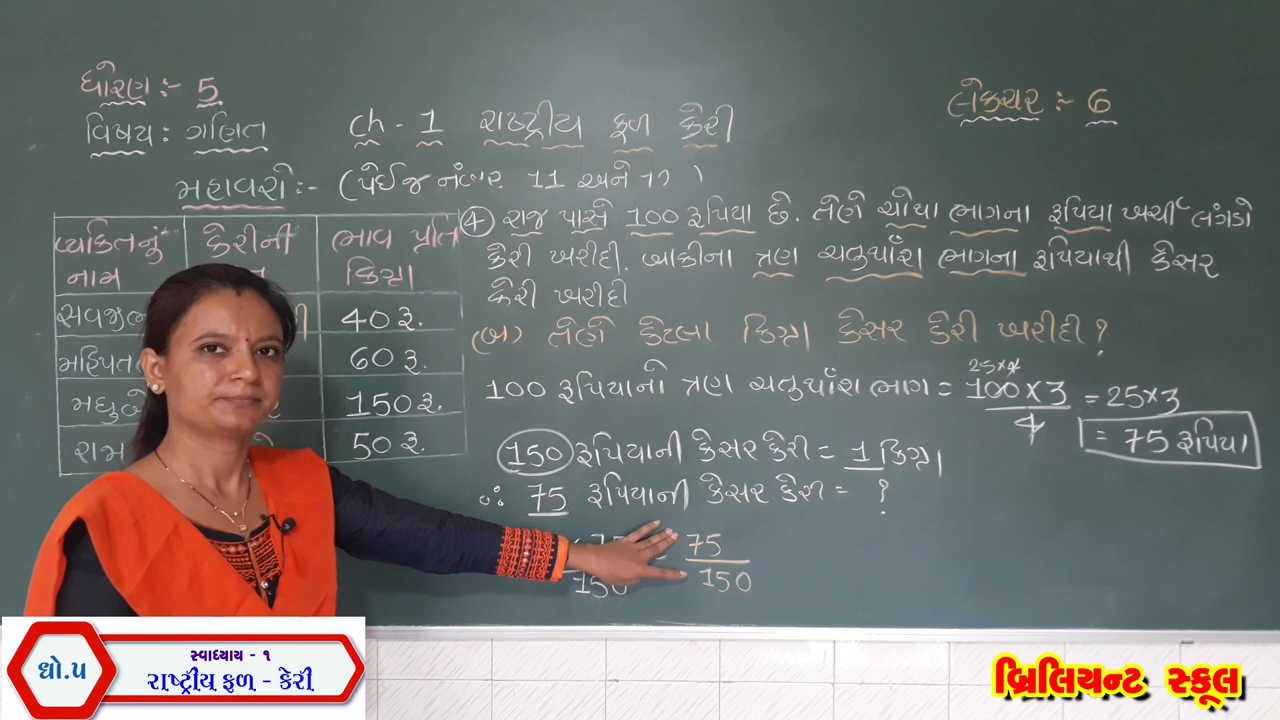 ધોરણ :- 5
લેક્ચર :- 6
વિષય : ગણિત
ch - 1 રાષ્ટ્રીય ફળ કેરી
મહાવરો :- (પેઈજ નંબર 11 અને
વ્યક્તિનું નામ
કેરીની
ભાવ પ્રતિ કિગ્રા
40 રૂ.
60 રૂ.
150 રૂ.
રામ
50 રૂ.
④ રાજ પાસે 100 રૂપિયા છે. તેણે ચોથા ભાગના રૂપિયા ખર્ચી લંગડો
કેરી ખરીદી. બાકીના ત્રણ ચતુર્થાંશ ભાગના રૂપિયાથી કેસર
કેરી ખરીદી
(બ) તેણે કેટલા કિગ્રા કેસર કેરી ખરીદી ?
25×4
100 રૂપિયાનો ત્રણ ચતુર્થાંશ ભાગ = 100 × 3 / 4 = 25×3
= 75 રૂપિયા
150 રૂપિયાની કેસર કેરી = 1 કિગ્રા
∴ 75 રૂપિયાની કેસર કેરી = ?
75 / 150
ધો.૫
સ્વાધ્યાય - ૧
રાષ્ટ્રીય ફળ - કેરી
બ્રિલિયન્ટ સ્કૂલ